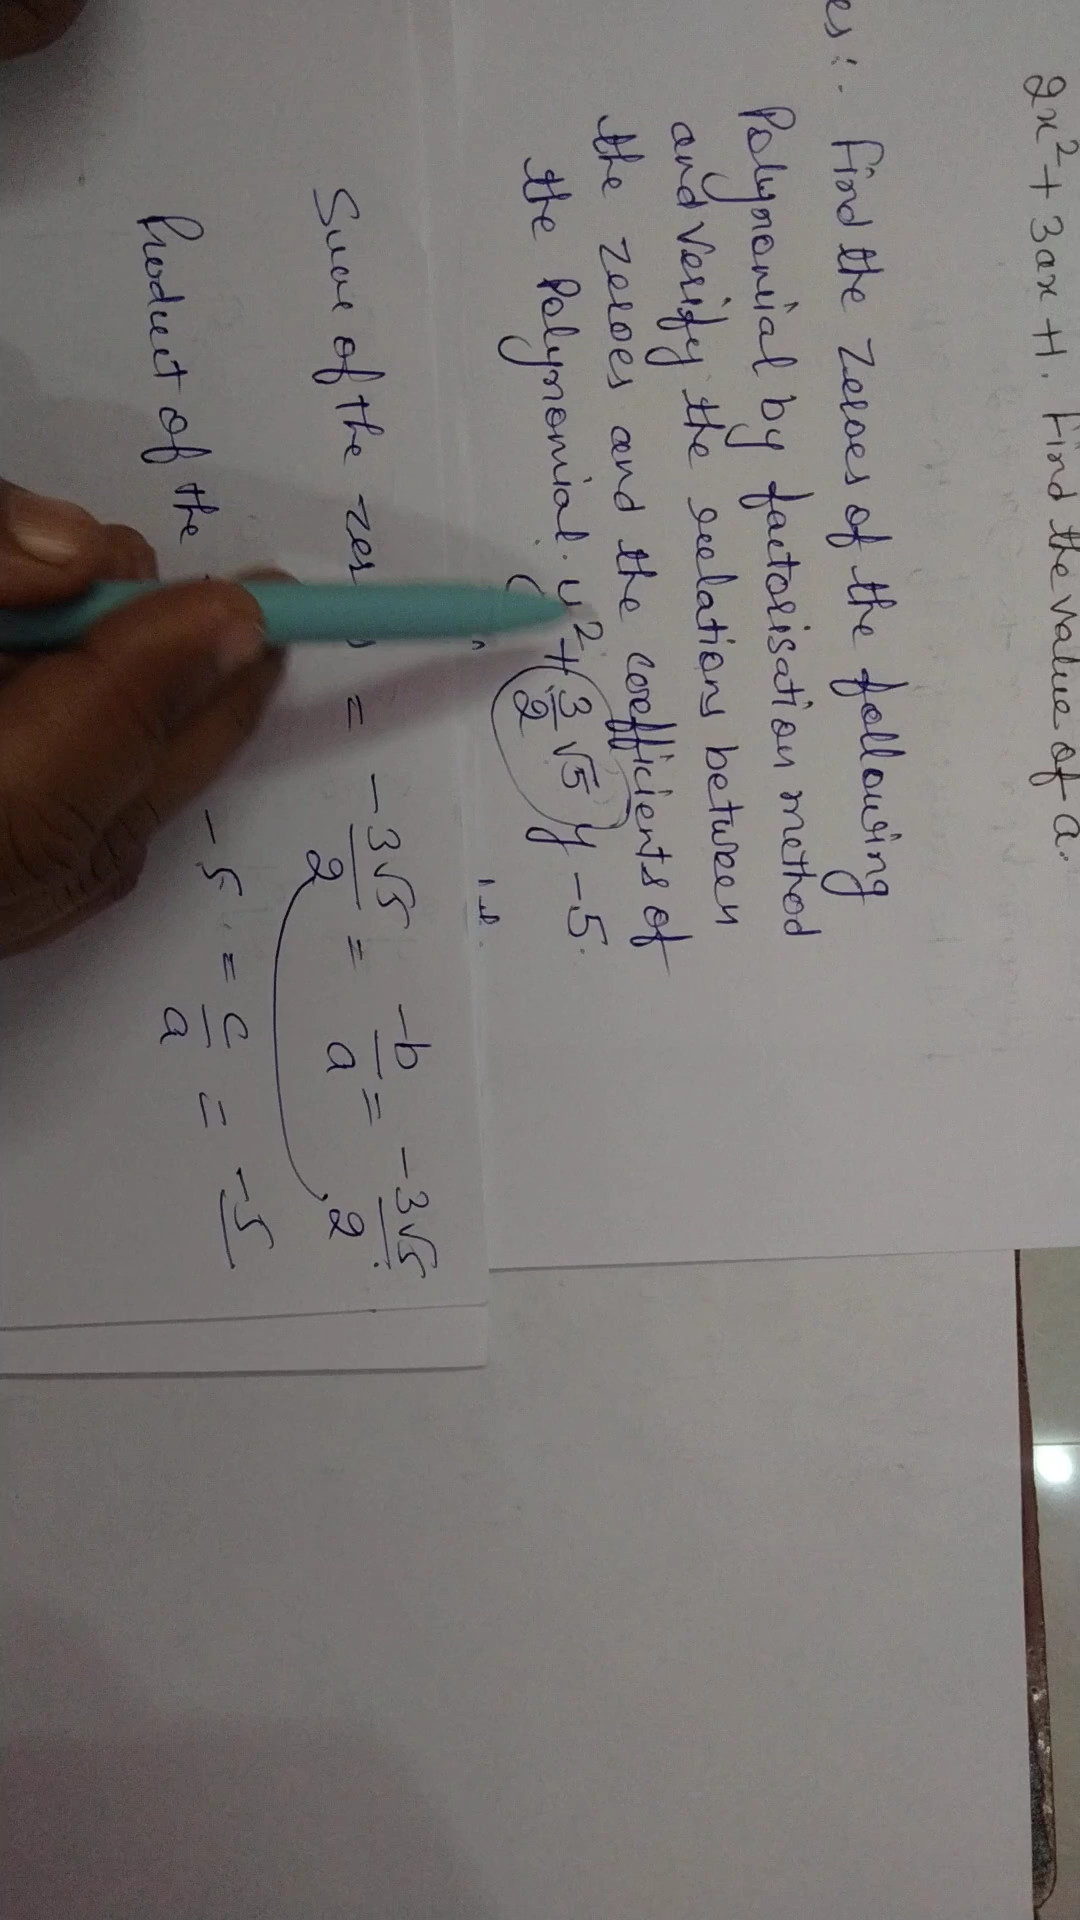 2x² + 3ax + 1. Find the value of a.
es:. Find the zeroes of the following
Polynomial by factorisation method
and verify the relations between
the zeroes and the coefficients of
the Polynomial. y² + 3/2 √5 y - 5.
Sum of the = -3√5/2 = -b/a = -3√5/2
Product of the -5 = c/a = -5